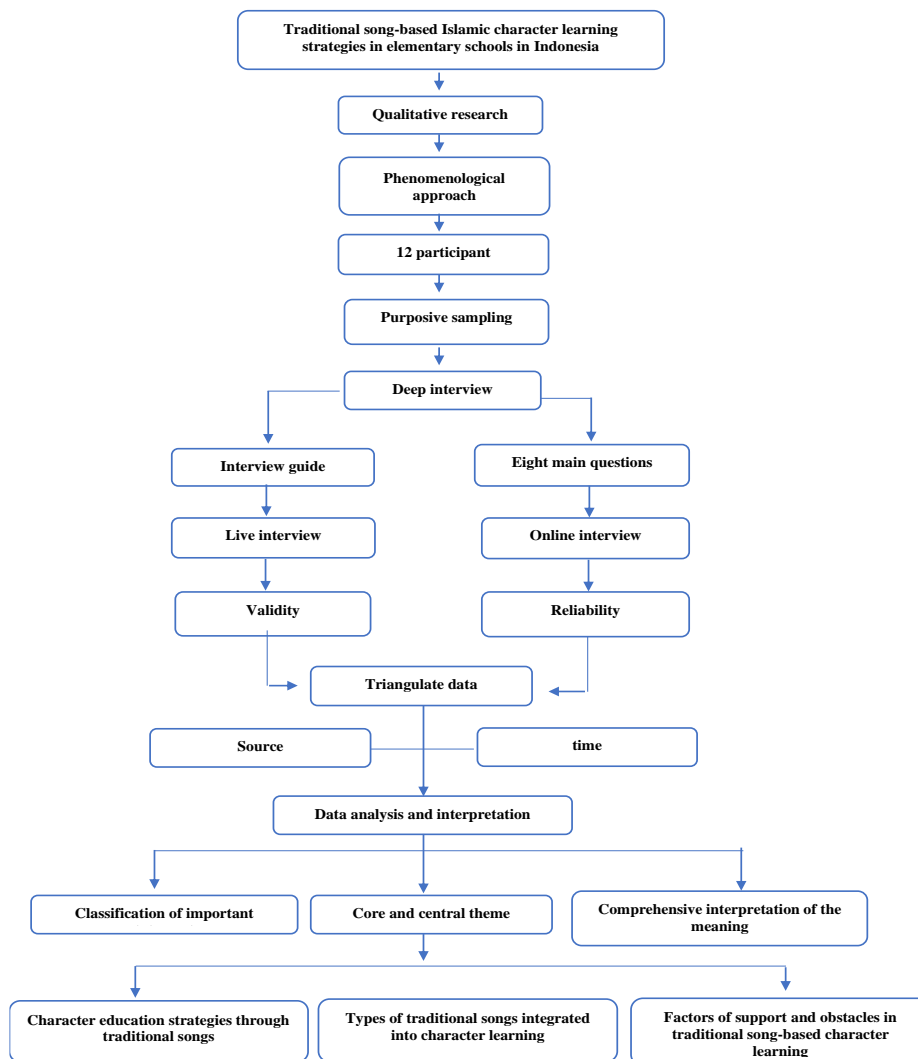 Traditional song-based Islamic character learning
strategies in elementary schools in Indonesia
Qualitative research
Phenomenological
approach
12 participant
Purposive sampling
Deep interview
Interview guide
Eight main questions
Live interview
Online interview
Validity
Reliability
Triangulate data
Source
time
Data analysis and interpretation
Classification of important
Core and central theme
Comprehensive interpretation of the
meaning
Character education strategies through
traditional songs
Types of traditional songs integrated
into character learning
Factors of support and obstacles in
traditional song-based character
learning